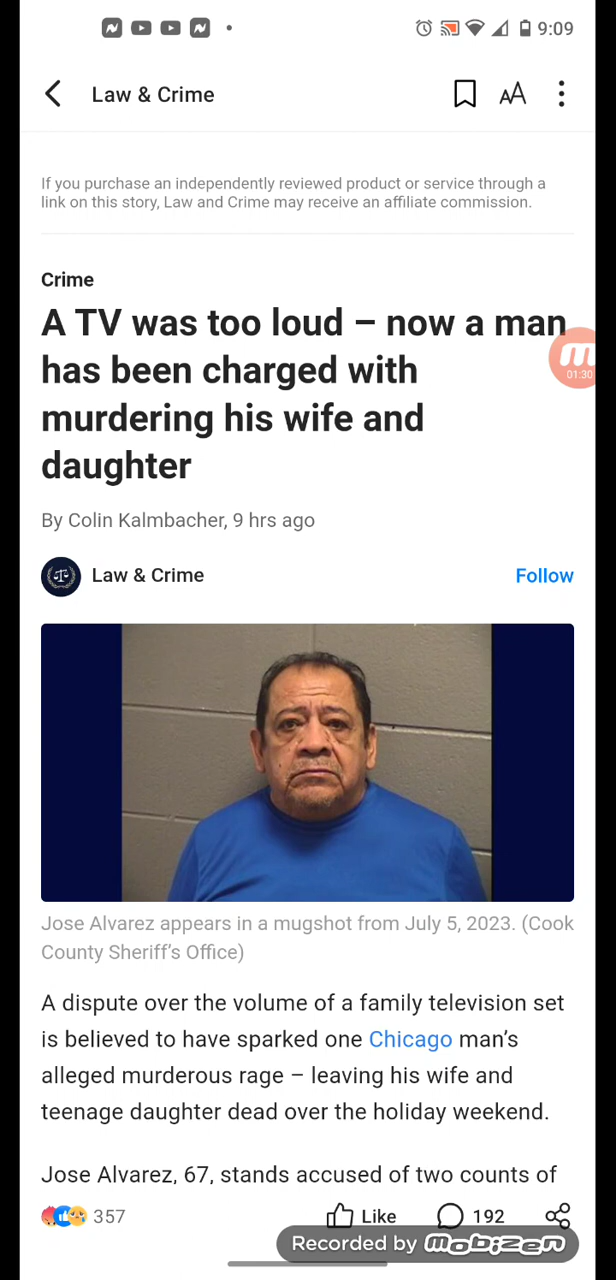 9:09
Law & Crime
AA
If you purchase an independently reviewed product or service through a
link on this story, Law and Crime may receive an affiliate commission.
Crime
A TV was too loud – now a man
has been charged with
murdering his wife and
daughter
01:30
By Colin Kalmbacher, 9 hrs ago
Law & Crime
Follow
Jose Alvarez appears in a mugshot from July 5, 2023. (Cook
County Sheriff's Office)
A dispute over the volume of a family television set
is believed to have sparked one Chicago man's
alleged murderous rage – leaving his wife and
teenage daughter dead over the holiday weekend.
Jose Alvarez, 67, stands accused of two counts of
357
Like
192
Recorded by mobizen